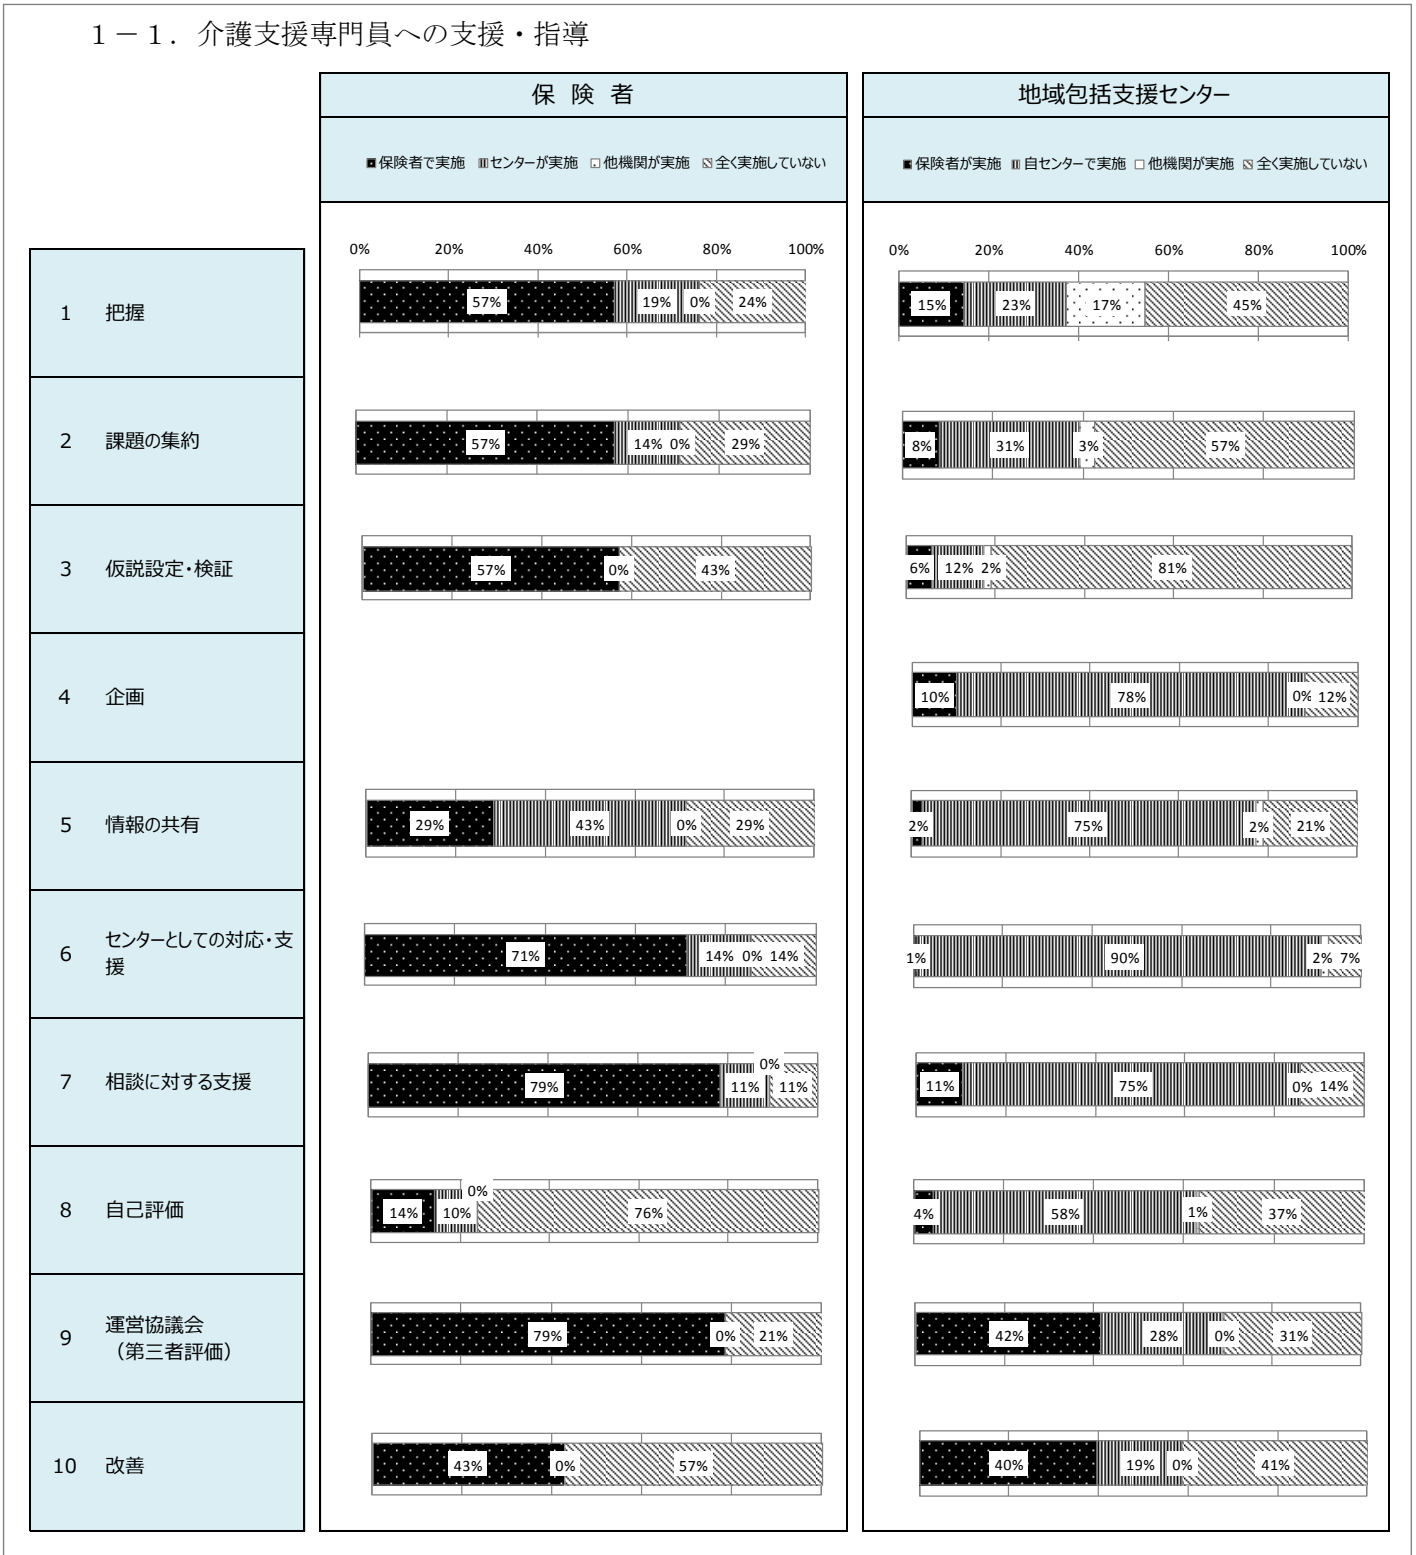 １－１．介護支援専門員への支援・指導
保険者
地域包括支援センター
保険者で実施 センターが実施 他機関が実施 全く実施していない
保険者が実施 自センターで実施 他機関が実施 全く実施していない
0% 20% 40% 60% 80% 100%
0% 20% 40% 60% 80% 100%
1 把握
57% 19% 0% 24%
15% 23% 17% 45%
2 課題の集約
57% 14% 0% 29%
8% 31% 3% 57%
3 仮説設定・検証
57% 0% 43%
6% 12% 2% 81%
4 企画
10% 78% 0% 12%
5 情報の共有
29% 43% 0% 29%
2% 75% 2% 21%
6 センターとしての対応・支
援
71% 14% 0% 14%
1% 90% 2% 7%
7 相談に対する支援
79% 11% 0% 11%
11% 75% 0% 14%
8 自己評価
14% 10% 0% 76%
4% 58% 1% 37%
9 運営協議会
（第三者評価）
79% 0% 21%
42% 28% 0% 31%
10 改善
43% 0% 57%
40% 19% 0% 41%